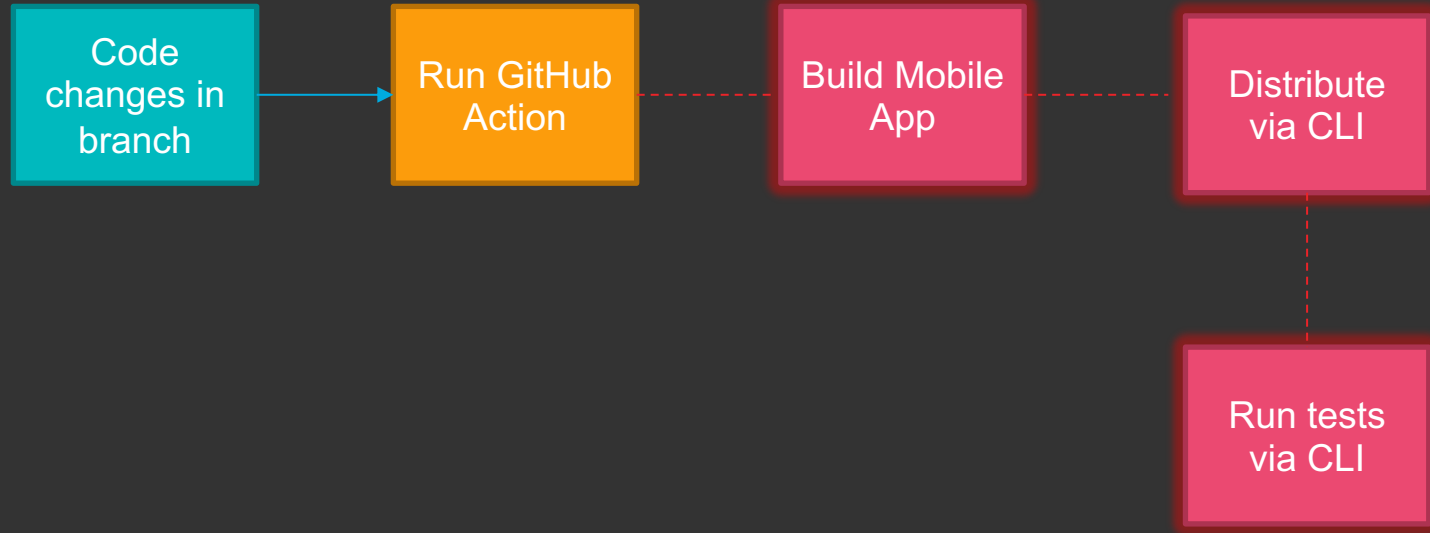 Code
changes in
branch
Run GitHub
Action
Build Mobile
App
Distribute
via CLI
Run tests
via CLI